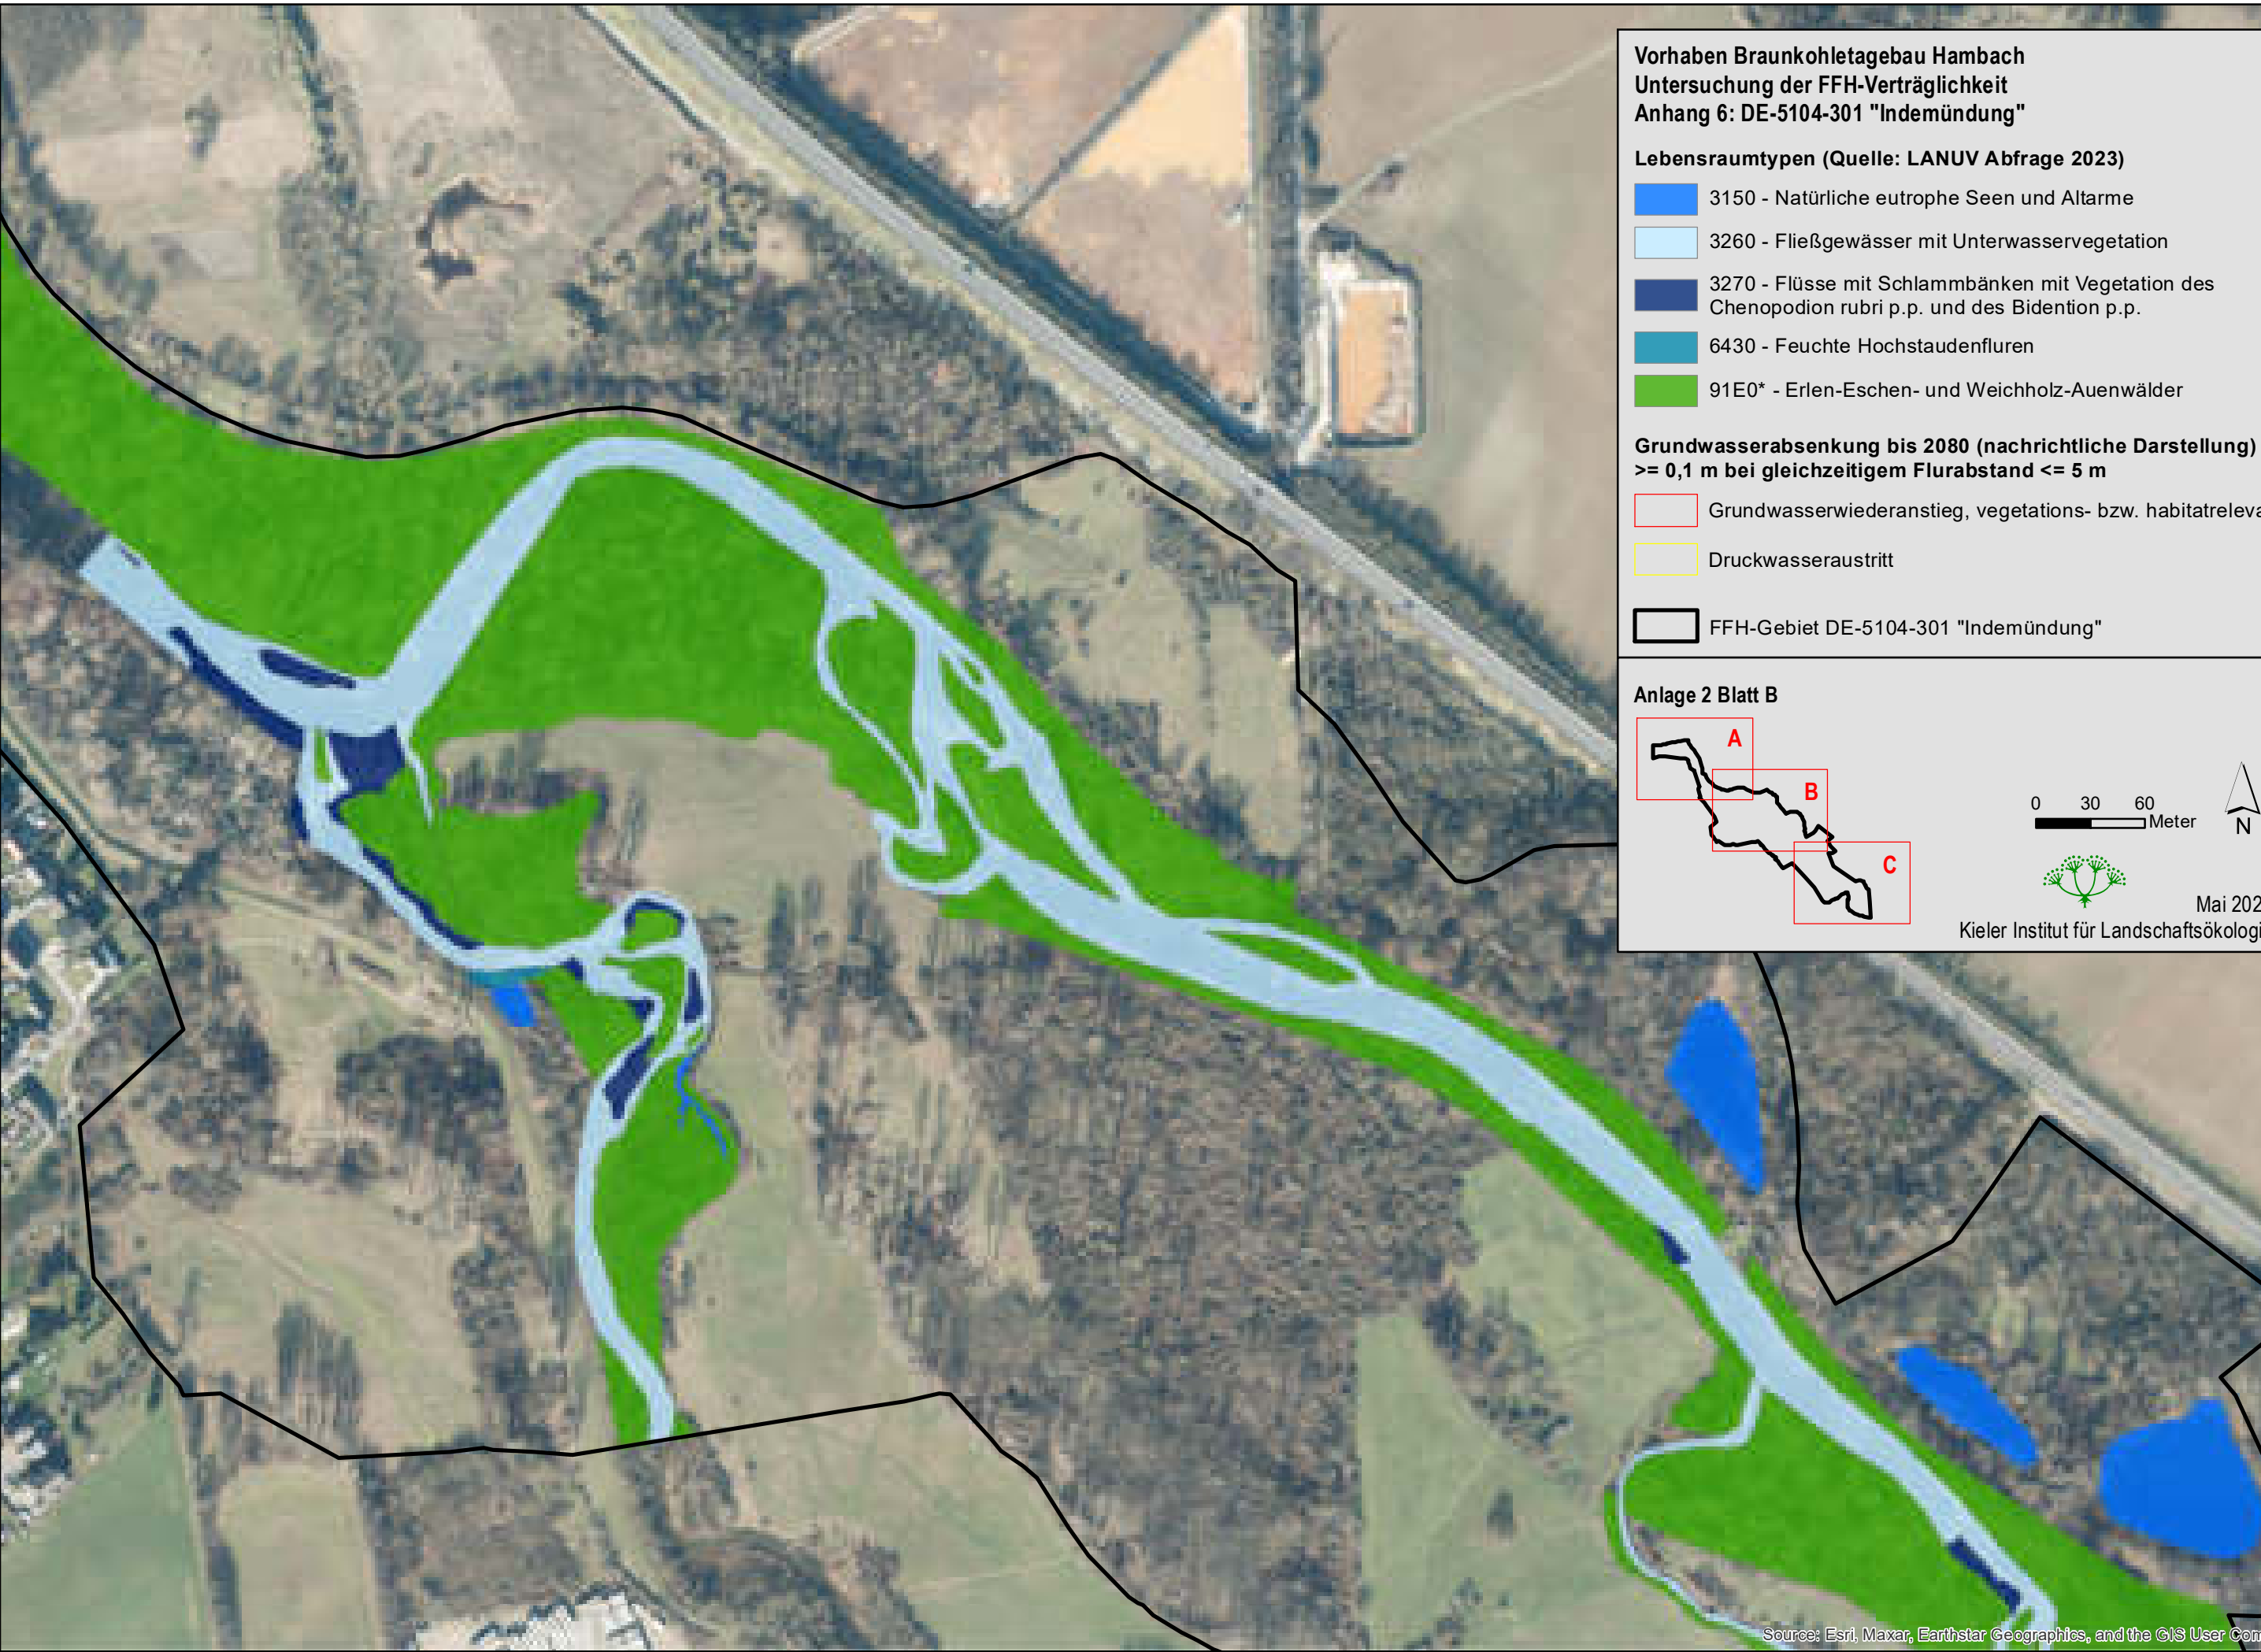 Vorhaben Braunkohletagebau Hambach
Untersuchung der FFH-Verträglichkeit
Anhang 6: DE-5104-301 "Indemündung"
Lebensraumtypen (Quelle: LANUV Abfrage 2023)
3150 - Natürliche eutrophe Seen und Altarme
3260 - Fließgewässer mit Unterwasservegetation
3270 - Flüsse mit Schlammbänken mit Vegetation des
Chenopodion rubri p.p. und des Bidention p.p.
6430 - Feuchte Hochstaudenfluren
91E0* - Erlen-Eschen- und Weichholz-Auenwälder
Grundwasserabsenkung bis 2080 (nachrichtliche Darstellung)
>= 0,1 m bei gleichzeitigem Flurabstand <= 5 m
Grundwasserwiederanstieg, vegetations- bzw. habitatreleva
Druckwasseraustritt
FFH-Gebiet DE-5104-301 "Indemündung"
Anlage 2 Blatt B
A
B
C
0 30 60
Meter
N
Mai 202
Kieler Institut für Landschaftsökologi
Source: Esri, Maxar, Earthstar Geographics, and the GIS User Com